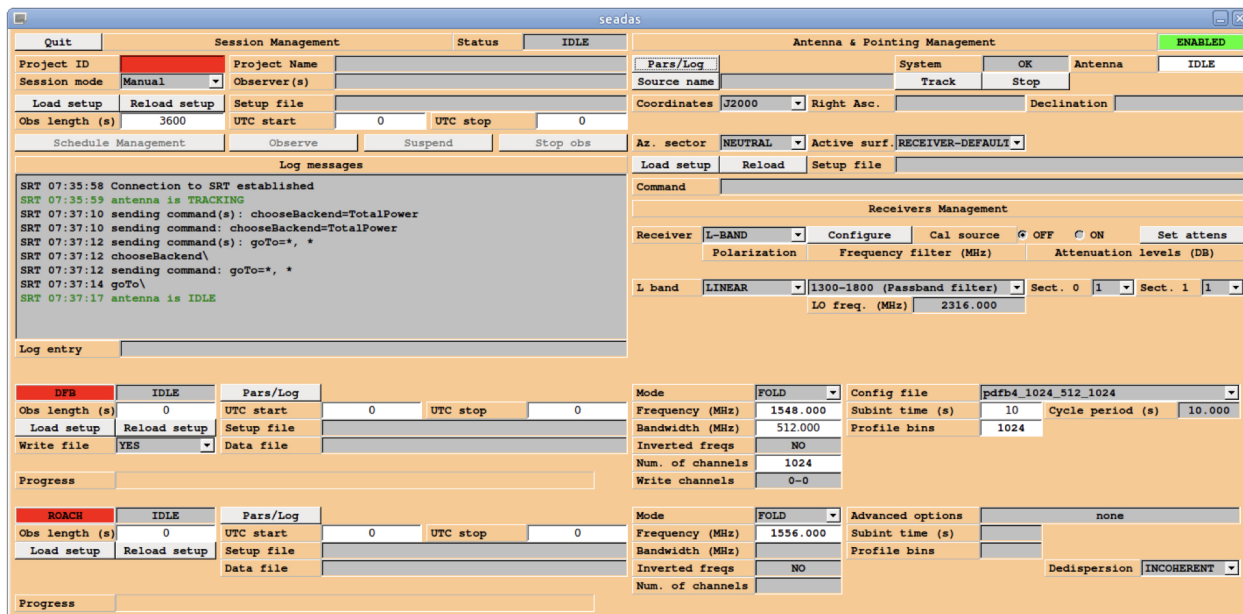 seadas
Quit Session Management Status IDLE
Project ID Project Name
Session mode Manual Observer(s)
Load setup Reload setup Setup file
Obs length (s) 3600 UTC start 0 UTC stop 0
Schedule Management Observe Suspend Stop obs
Log messages
SRT 07:35:58 Connection to SRT established
SRT 07:35:59 antenna is TRACKING
SRT 07:37:10 sending command(s): chooseBackend=TotalPower
SRT 07:37:10 sending command: chooseBackend=TotalPower
SRT 07:37:12 sending command(s): goTo=*, *
SRT 07:37:12 chooseBackend\
SRT 07:37:12 sending command: goTo=*, *
SRT 07:37:14 goTo\
SRT 07:37:17 antenna is IDLE
Log entry
Antenna & Pointing Management ENABLED
Pars/Log System OK Antenna IDLE
Source name Track Stop
Coordinates J2000 Right Asc. Declination
Az. sector NEUTRAL Active surf. RECEIVER-DEFAULT
Load setup Reload Setup file
Command
Receivers Management
Receiver L-BAND Configure Cal source OFF ON Set attens
Polarization Frequency filter (MHz) Attenuation levels (DB)
L band LINEAR 1300-1800 (Passband filter) Sect. 0 1 Sect. 1 1
LO freq. (MHz) 2316.000
DFB IDLE Pars/Log
Obs length (s) 0 UTC start 0 UTC stop 0
Load setup Reload setup Setup file
Write file YES Data file
Progress
Mode FOLD Config file pdfb4_1024_512_1024
Frequency (MHz) 1548.000 Subint time (s) 10 Cycle period (s) 10.000
Bandwidth (MHz) 512.000 Profile bins 1024
Inverted freqs NO
Num. of channels 1024
Write channels 0-0
ROACH IDLE Pars/Log
Obs length (s) 0 UTC start 0 UTC stop 0
Load setup Reload setup Setup file
Data file
Progress
Mode FOLD Advanced options none
Frequency (MHz) 1556.000 Subint time (s)
Bandwidth (MHz) Profile bins
Inverted freqs NO Dedispersion INCOHERENT
Num. of channels